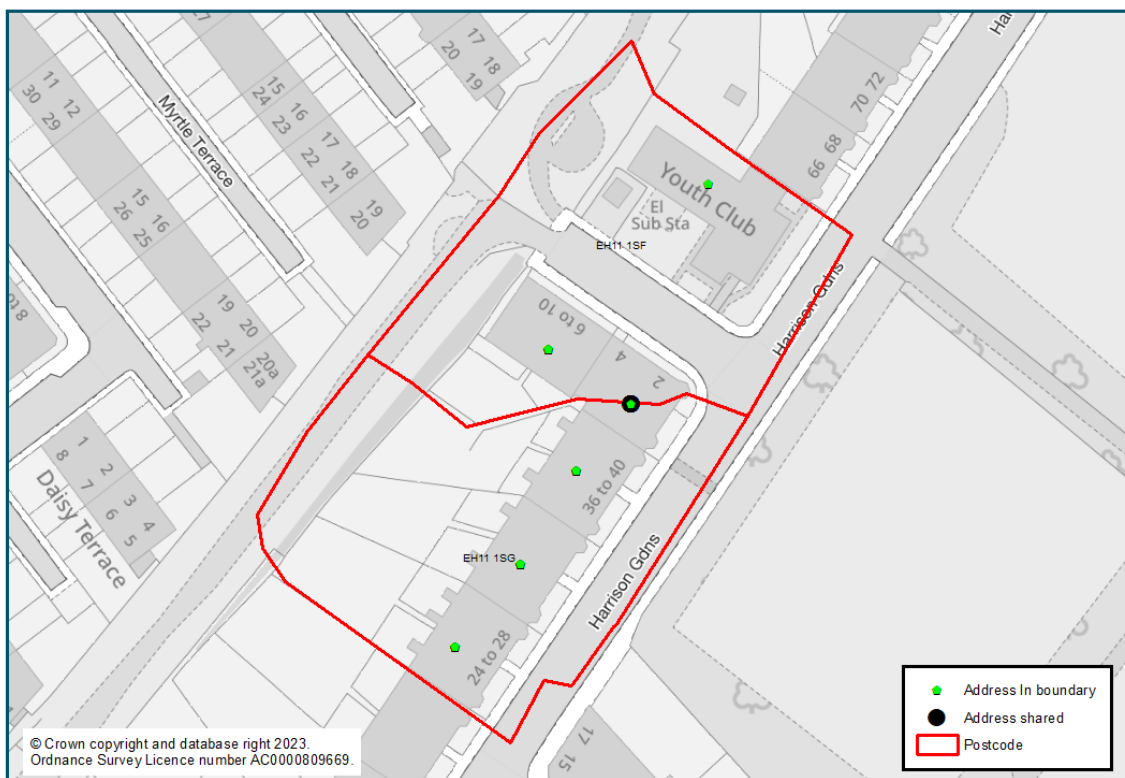 11 12
30 29
Myrtle Terrace
15 16
26 25
19 20 20a
22 21 21a
8 to
1 2 3 4
8 7 6 5
Daisy Terrace
27
15 16 17 18 19
24 23 22 21 20
17 18
20 19
Youth Club
El
Sub Sta
EH11 1SF
66 68
70 72
Harrison Gdns
Ha
6 to 10
4
2
36 to 40
Harrison Gdns
EH11 1SG
24 to 28
17 15
Address In boundary
Address shared
Postcode
© Crown copyright and database right 2023.
Ordnance Survey Licence number AC0000809669.